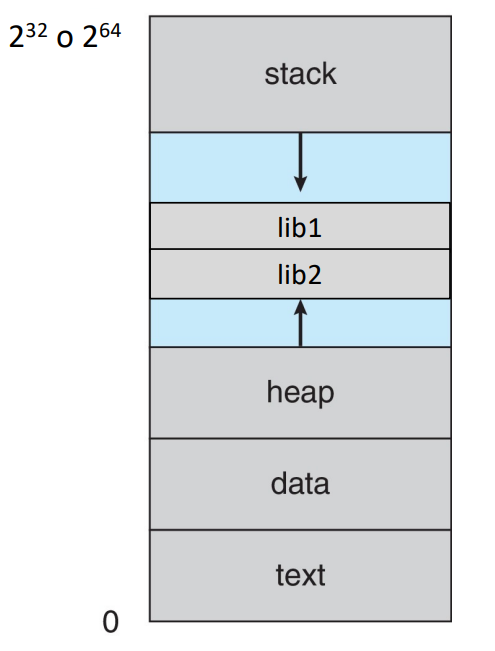 2³² o 2⁶⁴
stack
lib1
lib2
heap
data
text
0